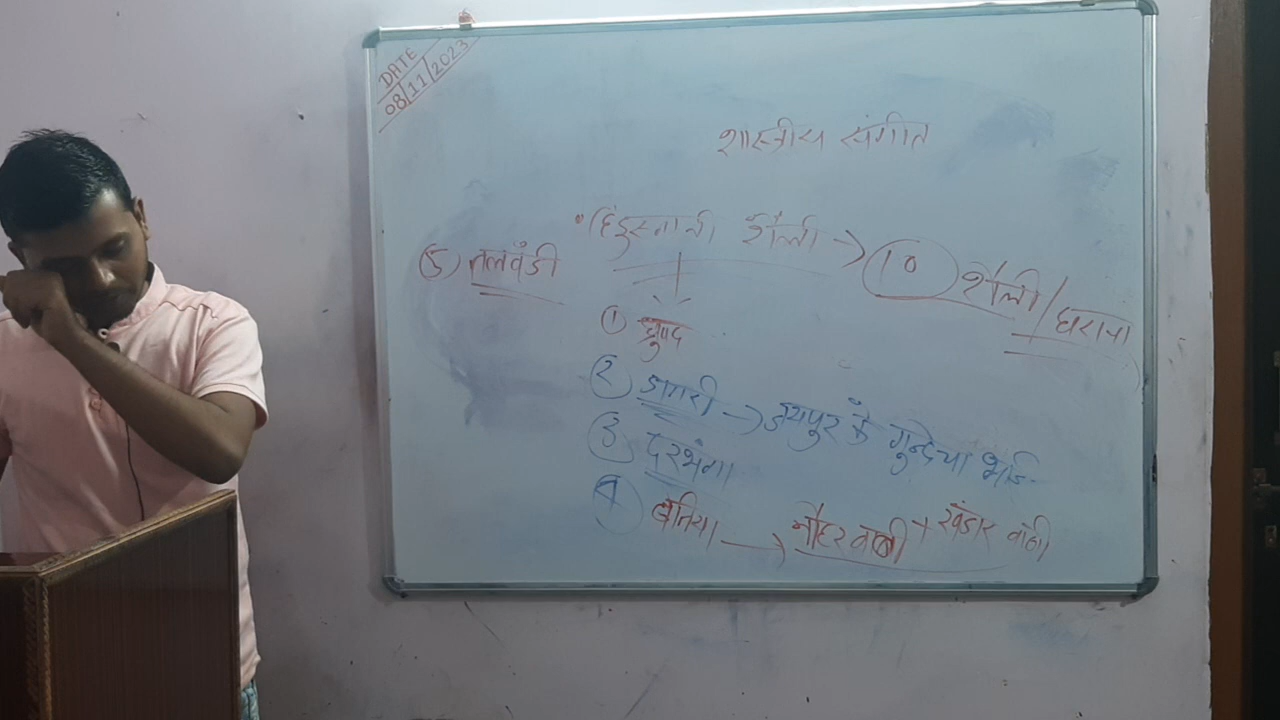 DATE
08/11/2023
शास्त्रीय संगीत
• हिंदुस्तानी शैली → 10 शैली/घराना
⑤ तलवंडी
① ध्रुपद
② डागरी → जयपुर के गुन्देचा भाई
③ दरभंगा
④ बेतिया → नौहर वाणी + खंडार वाणी